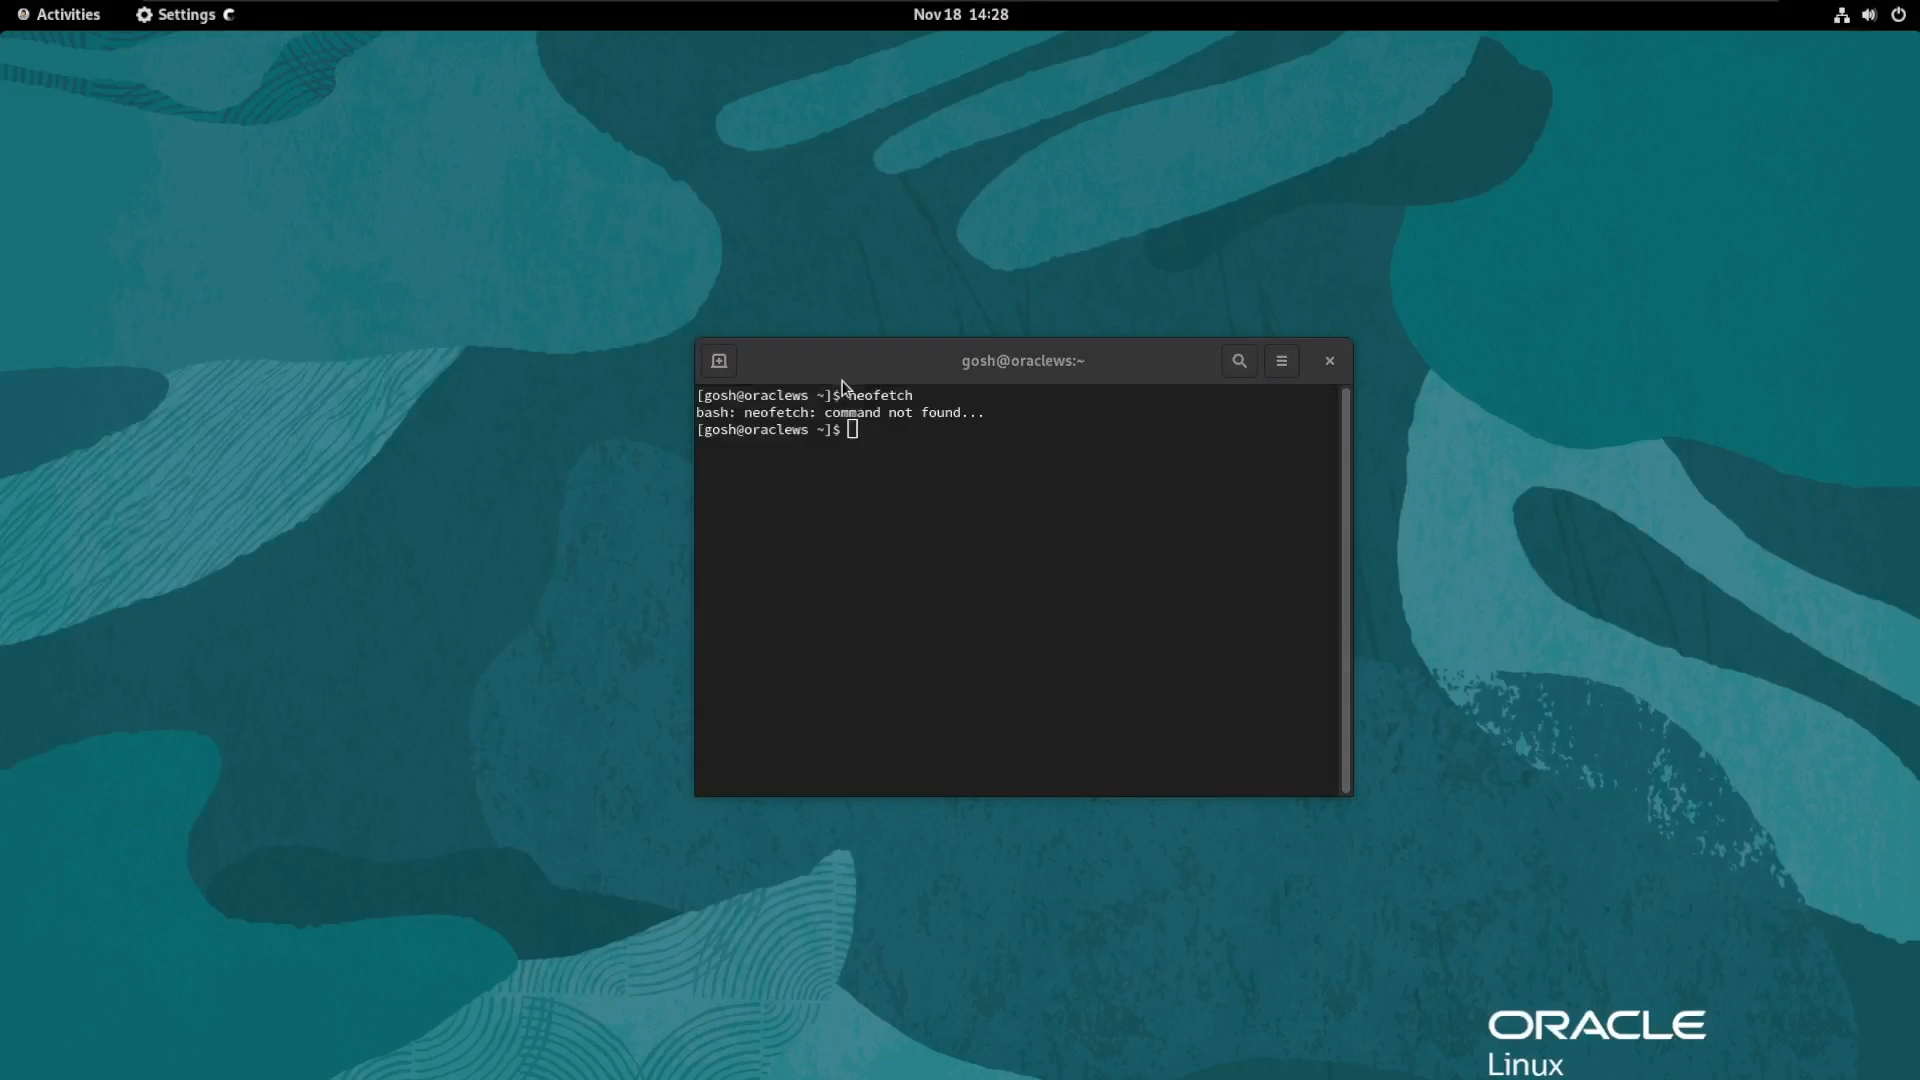 Activities Settings Nov 18 14:28
gosh@oraclews:~
[gosh@oraclews ~]$ neofetch
bash: neofetch: command not found...
[gosh@oraclews ~]$
ORACLE
Linux